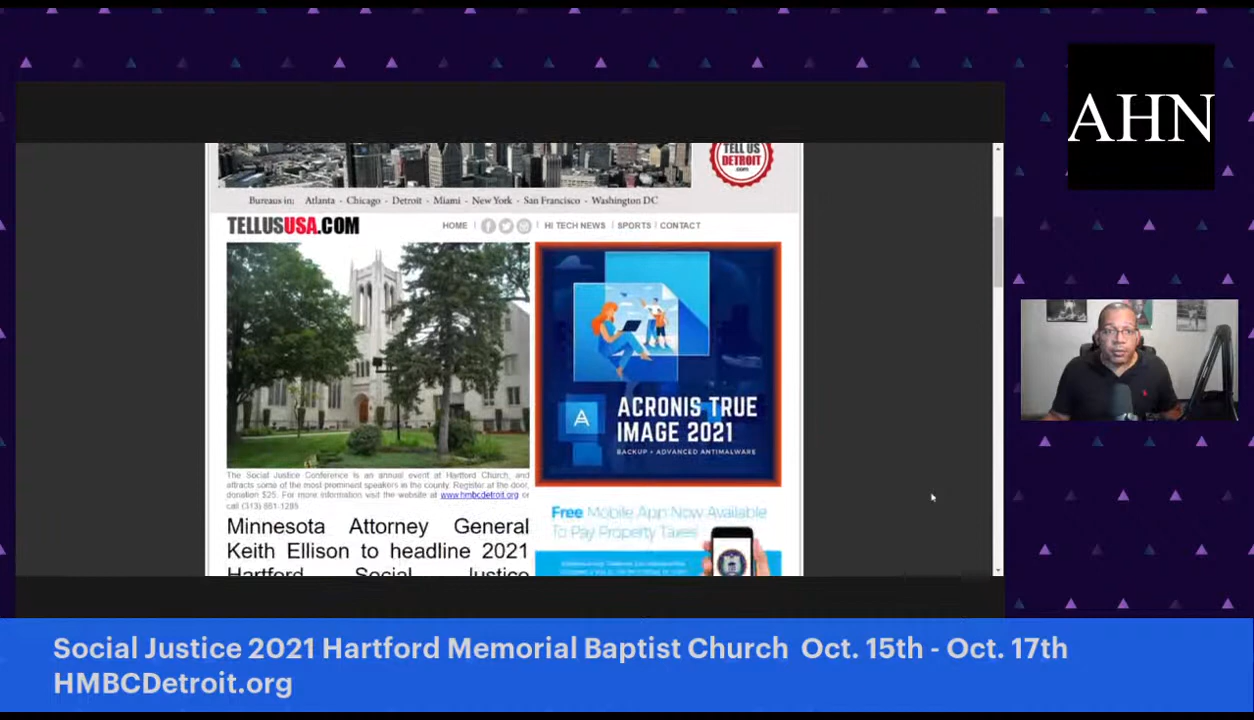 AHN
TELL US
DETROIT
.com
Bureaus in: Atlanta - Chicago - Detroit - Miami - New York - San Francisco - Washington DC
TELLUSUSA.COM
HOME | | HI TECH NEWS | SPORTS | CONTACT
ACRONIS TRUE
IMAGE 2021
BACKUP + ADVANCED ANTIMALWARE
The Social Justice Conference is an annual event at Hartford Church, and
attracts some of the most prominent speakers in the county. Register at the door,
donation $25. For more information visit the website at www.hmbcdetroit.org or
call (313) 861-1285
Minnesota Attorney General
Keith Ellison to headline 2021
Hartford Social Justice
Free Mobile App Now Available
To Pay Property Taxes
Social Justice 2021 Hartford Memorial Baptist Church Oct. 15th - Oct. 17th
HMBCDetroit.org